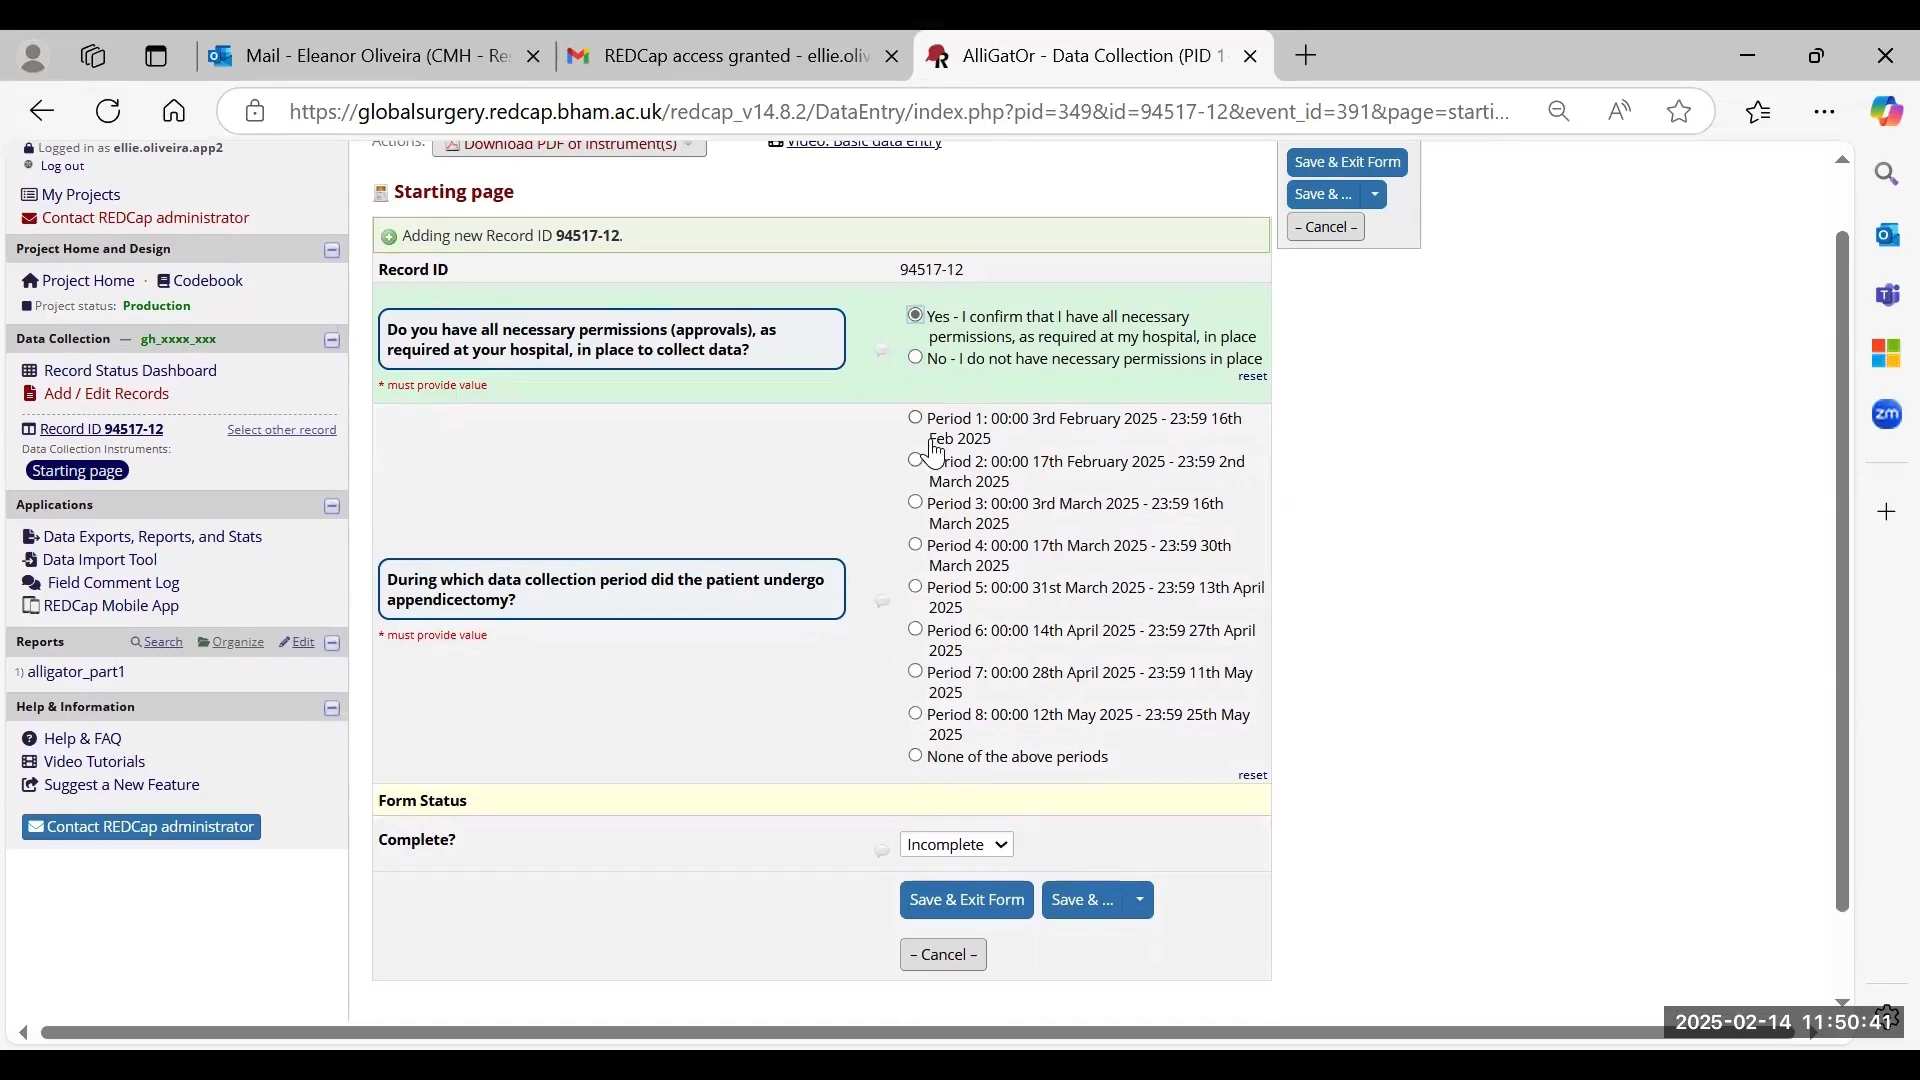 Mail - Eleanor Oliveira (CMH - Re
REDCap access granted - ellie.oliv
AlliGatOr - Data Collection (PID 1
https://globalsurgery.redcap.bham.ac.uk/redcap_v14.8.2/DataEntry/index.php?pid=349&id=94517-12&event_id=391&page=starti...
Logged in as ellie.oliveira.app2
Log out
My Projects
Contact REDCap administrator
Project Home and Design
Project Home · Codebook
Project status: Production
Data Collection — gh_xxxx_xxx
Record Status Dashboard
Add / Edit Records
Record ID 94517-12 Select other record
Data Collection Instruments:
Starting page
Applications
Data Exports, Reports, and Stats
Data Import Tool
Field Comment Log
REDCap Mobile App
Reports Search Organize Edit
1) alligator_part1
Help & Information
Help & FAQ
Video Tutorials
Suggest a New Feature
Contact REDCap administrator
Actions: Download PDF of instrument(s) Video: Basic data entry
Starting page
Adding new Record ID 94517-12.
Record ID 94517-12
Do you have all necessary permissions (approvals), as
required at your hospital, in place to collect data?
* must provide value
Yes - I confirm that I have all necessary
permissions, as required at my hospital, in place
No - I do not have necessary permissions in place
reset
During which data collection period did the patient undergo
appendicectomy?
* must provide value
Period 1: 00:00 3rd February 2025 - 23:59 16th
Feb 2025
Period 2: 00:00 17th February 2025 - 23:59 2nd
March 2025
Period 3: 00:00 3rd March 2025 - 23:59 16th
March 2025
Period 4: 00:00 17th March 2025 - 23:59 30th
March 2025
Period 5: 00:00 31st March 2025 - 23:59 13th April
2025
Period 6: 00:00 14th April 2025 - 23:59 27th April
2025
Period 7: 00:00 28th April 2025 - 23:59 11th May
2025
Period 8: 00:00 12th May 2025 - 23:59 25th May
2025
None of the above periods
reset
Form Status
Complete? Incomplete
Save & Exit Form Save & ...
– Cancel –
Save & Exit Form
Save & ...
– Cancel –
zm
2025-02-14 11:50:41